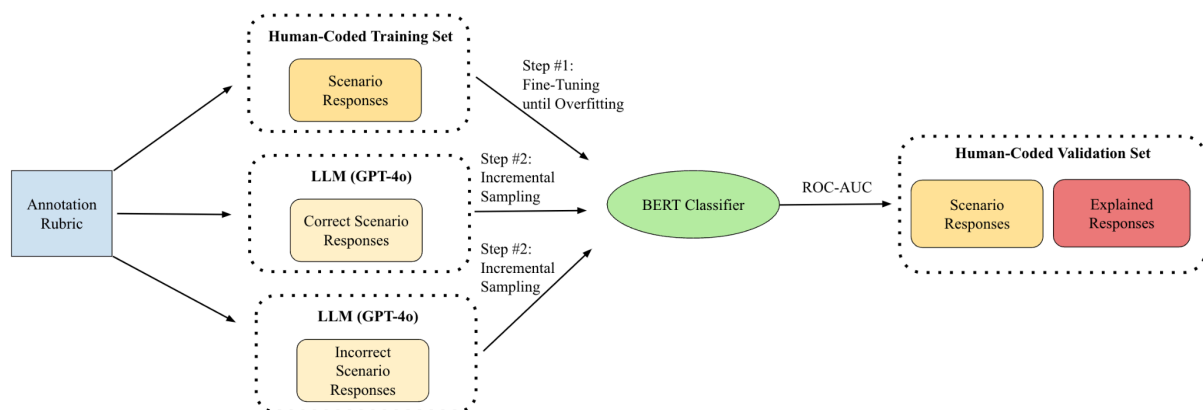 Human-Coded Training Set
Scenario
Responses
Step #1:
Fine-Tuning
until Overfitting
Annotation
Rubric
LLM (GPT-4o)
Correct Scenario
Responses
Step #2:
Incremental
Sampling
LLM (GPT-4o)
Incorrect
Scenario
Responses
Step #2:
Incremental
Sampling
BERT Classifier
ROC-AUC
Human-Coded Validation Set
Scenario
Responses
Explained
Responses